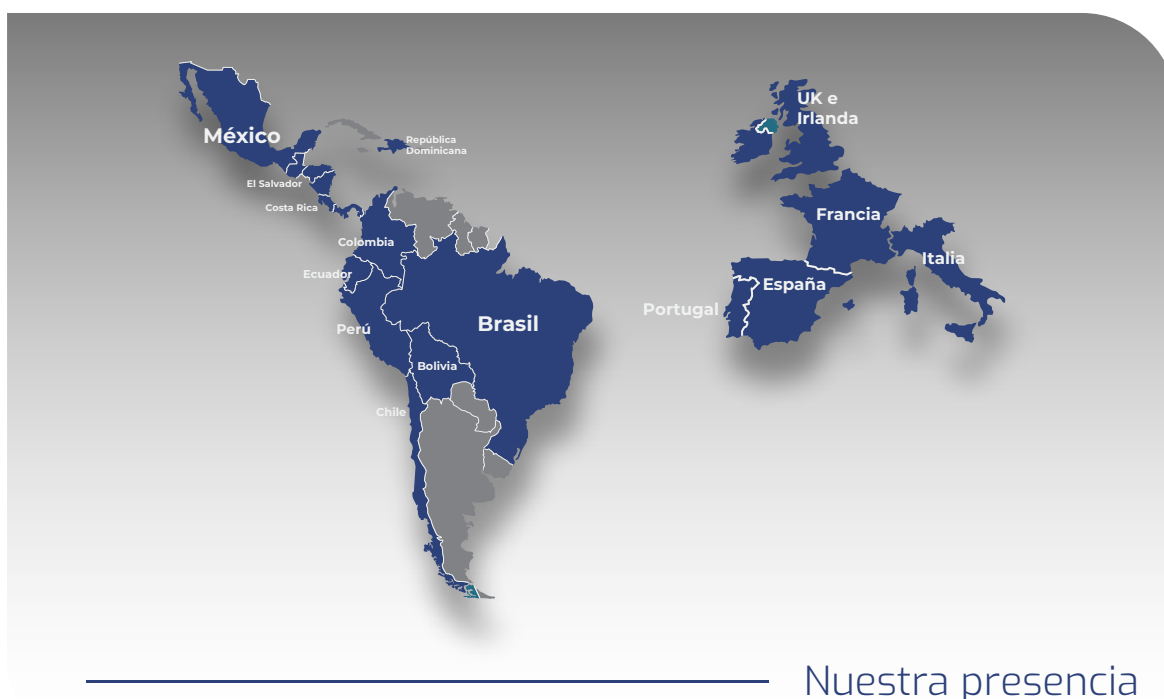 México
República
Dominicana
El Salvador
Costa Rica
Colombia
Ecuador
Perú
Brasil
Bolivia
Chile
UK e
Irlanda
Francia
Italia
España
Portugal
Nuestra presencia